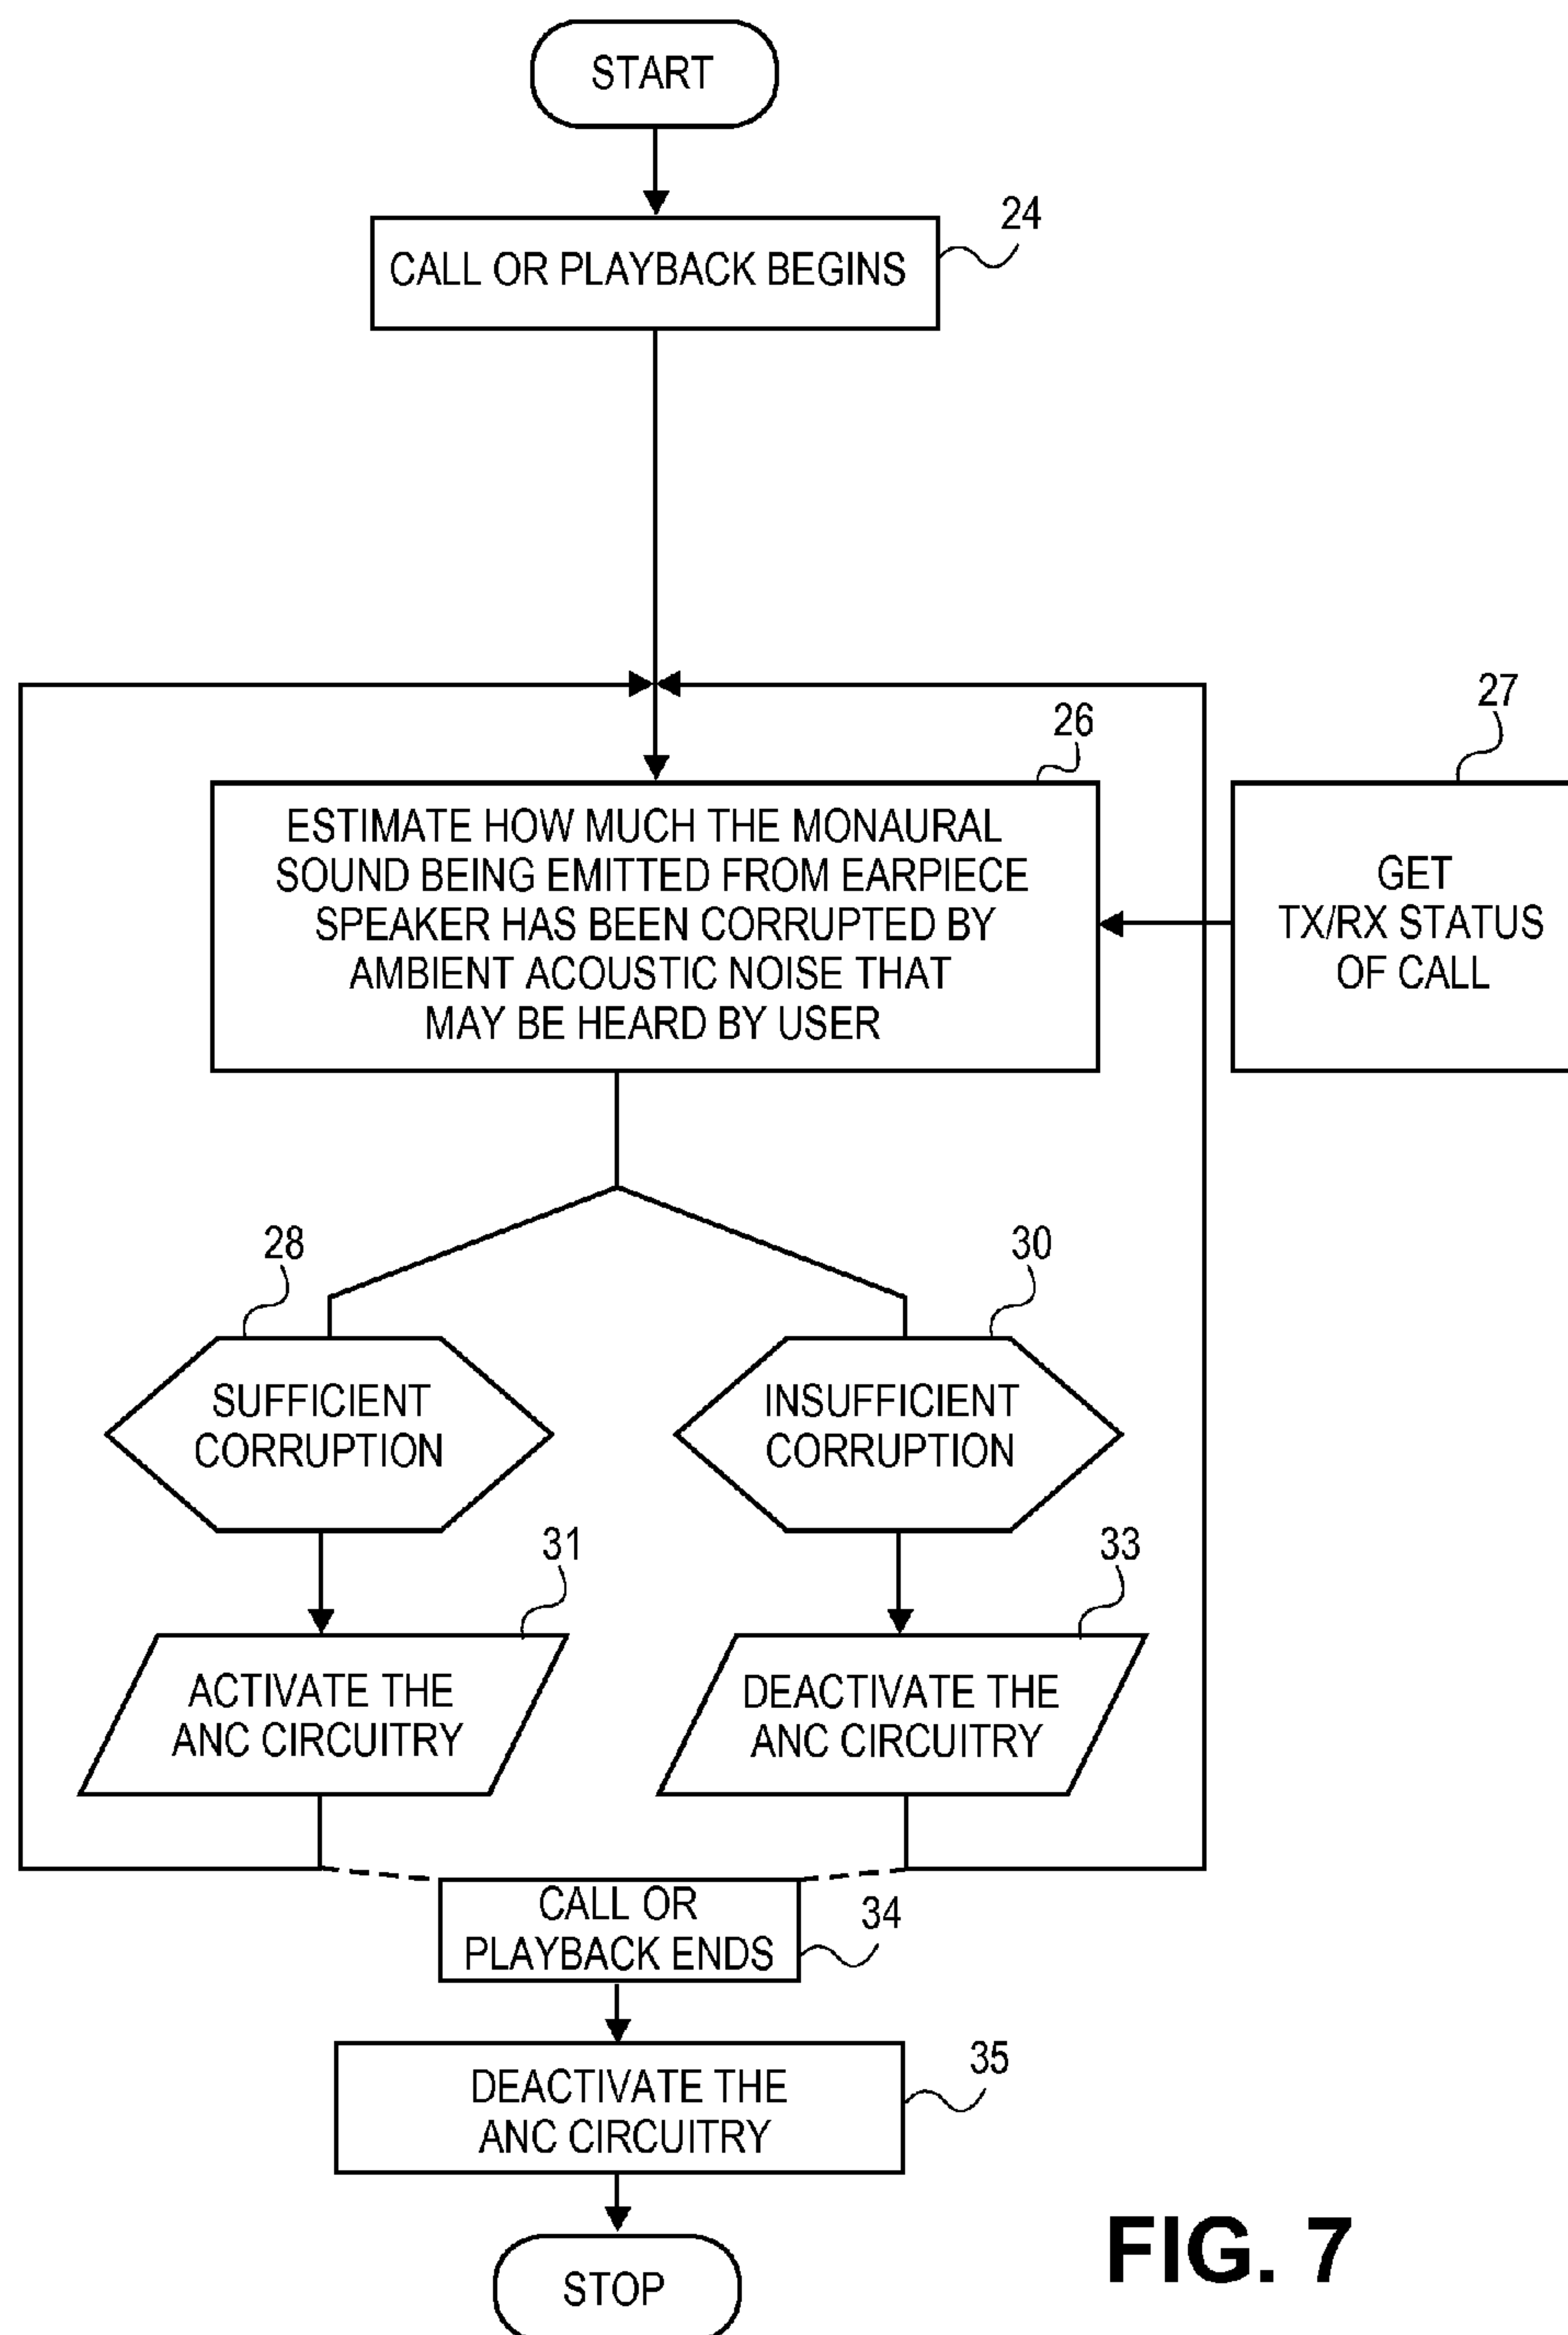 START
24
CALL OR PLAYBACK BEGINS
26
27
ESTIMATE HOW MUCH THE MONAURAL
SOUND BEING EMITTED FROM EARPIECE
SPEAKER HAS BEEN CORRUPTED BY
AMBIENT ACOUSTIC NOISE THAT
MAY BE HEARD BY USER
GET
TX/RX STATUS
OF CALL
28
30
SUFFICIENT
CORRUPTION
INSUFFICIENT
CORRUPTION
31
33
ACTIVATE THE
ANC CIRCUITRY
DEACTIVATE THE
ANC CIRCUITRY
CALL OR
PLAYBACK ENDS
34
35
DEACTIVATE THE
ANC CIRCUITRY
STOP
FIG. 7